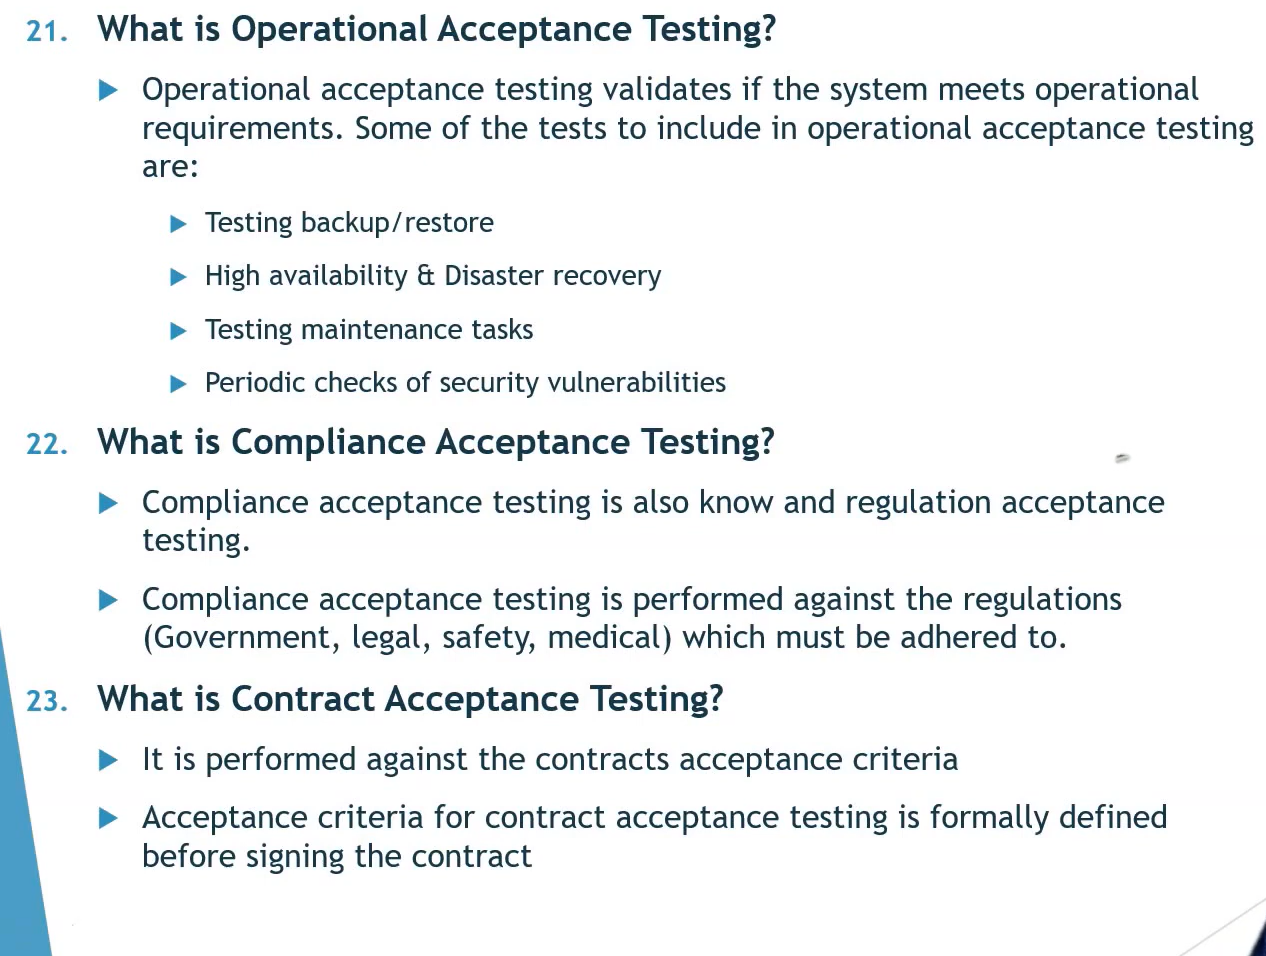 21. What is Operational Acceptance Testing?
Operational acceptance testing validates if the system meets operational
requirements. Some of the tests to include in operational acceptance testing
are:
Testing backup/restore
High availability & Disaster recovery
Testing maintenance tasks
Periodic checks of security vulnerabilities
22. What is Compliance Acceptance Testing?
Compliance acceptance testing is also know and regulation acceptance
testing.
Compliance acceptance testing is performed against the regulations
(Government, legal, safety, medical) which must be adhered to.
23. What is Contract Acceptance Testing?
It is performed against the contracts acceptance criteria
Acceptance criteria for contract acceptance testing is formally defined
before signing the contract